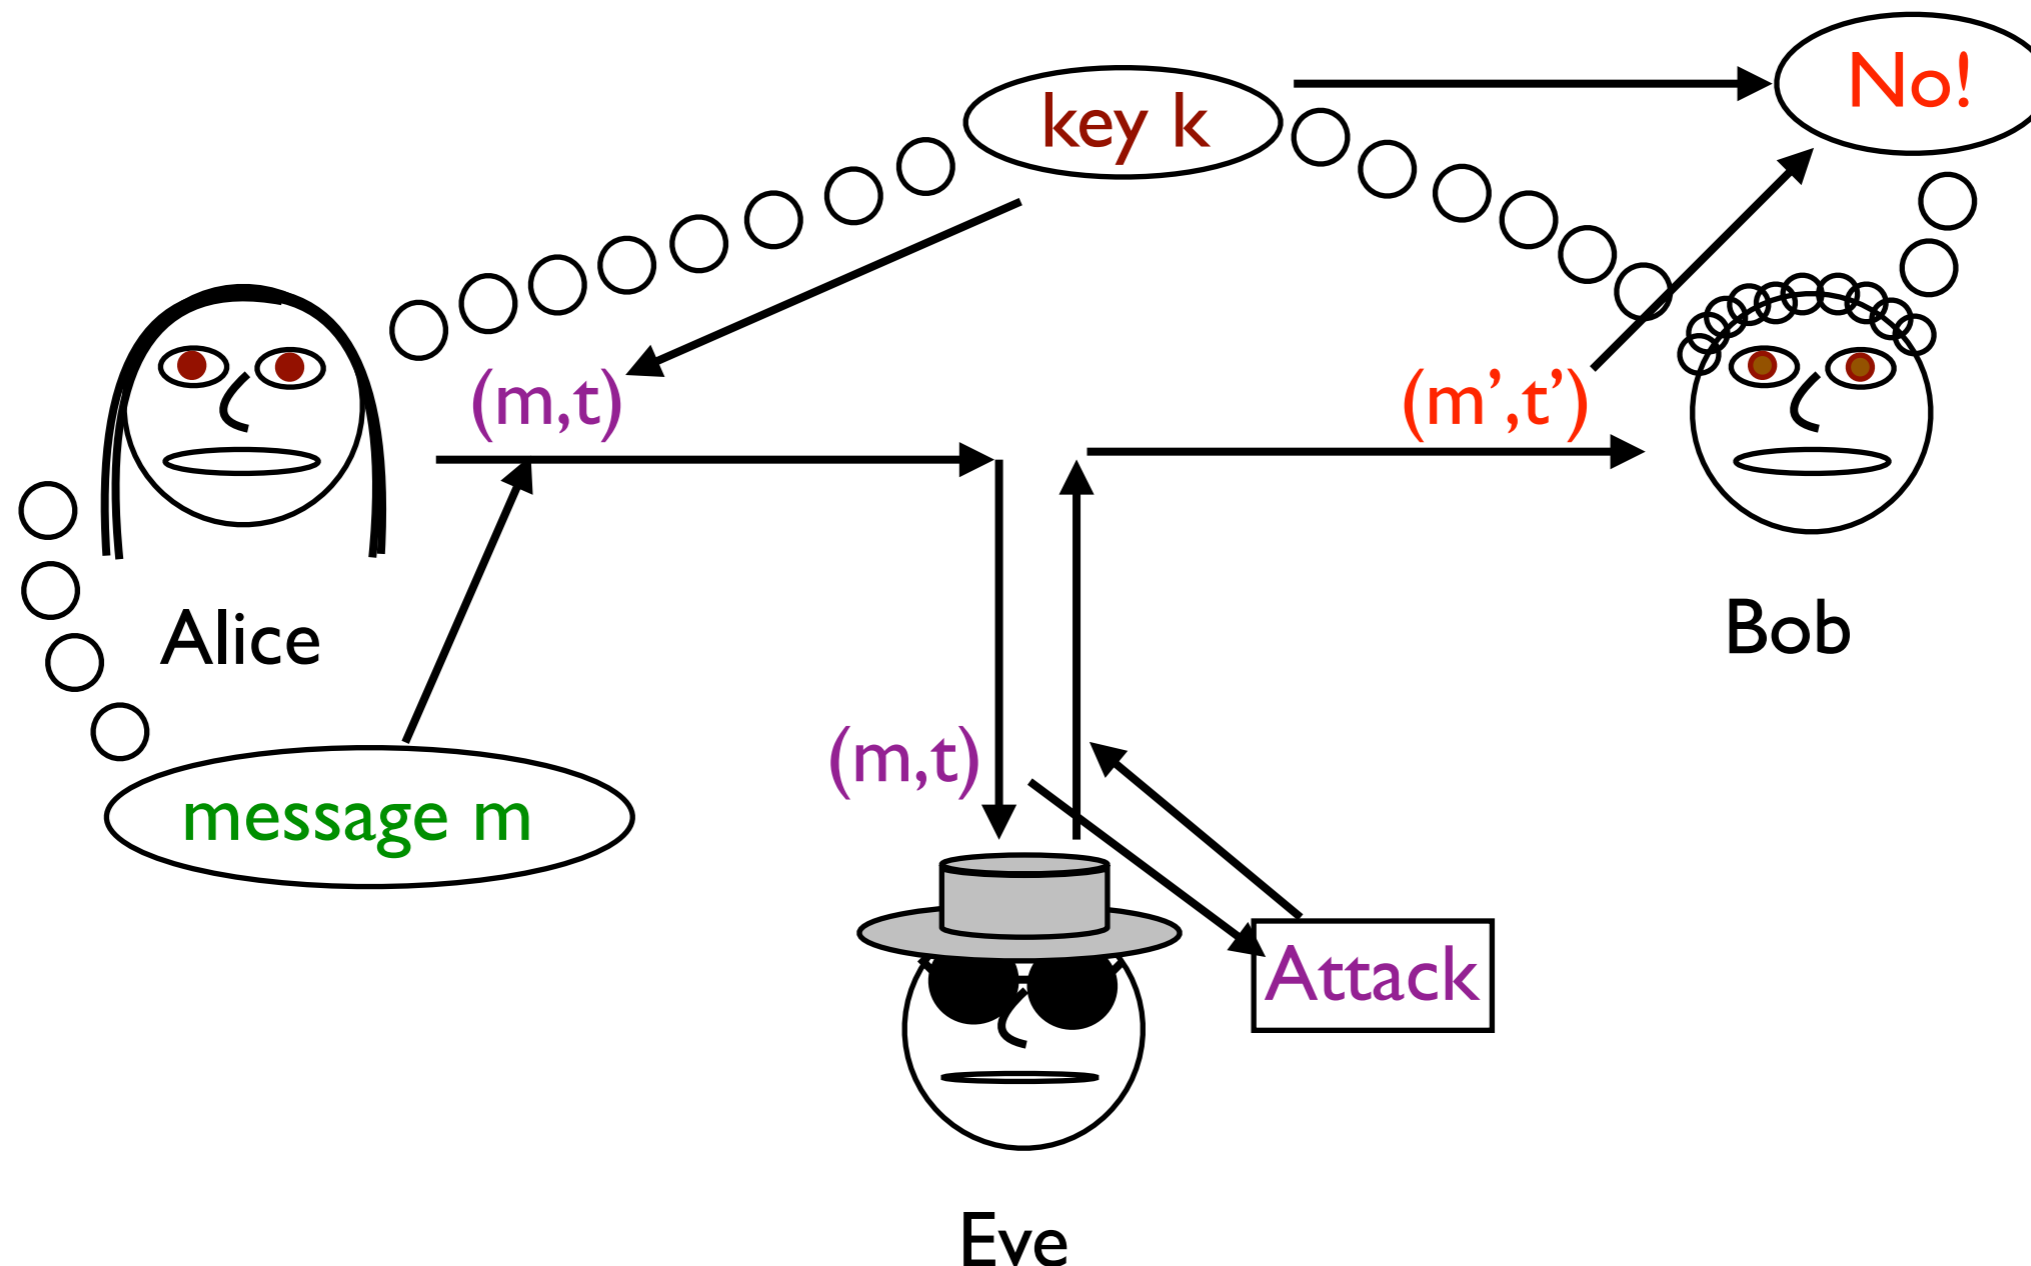 key k
No!
(m,t)
(m’,t’)
Alice
Bob
(m,t)
message m
Attack
Eve